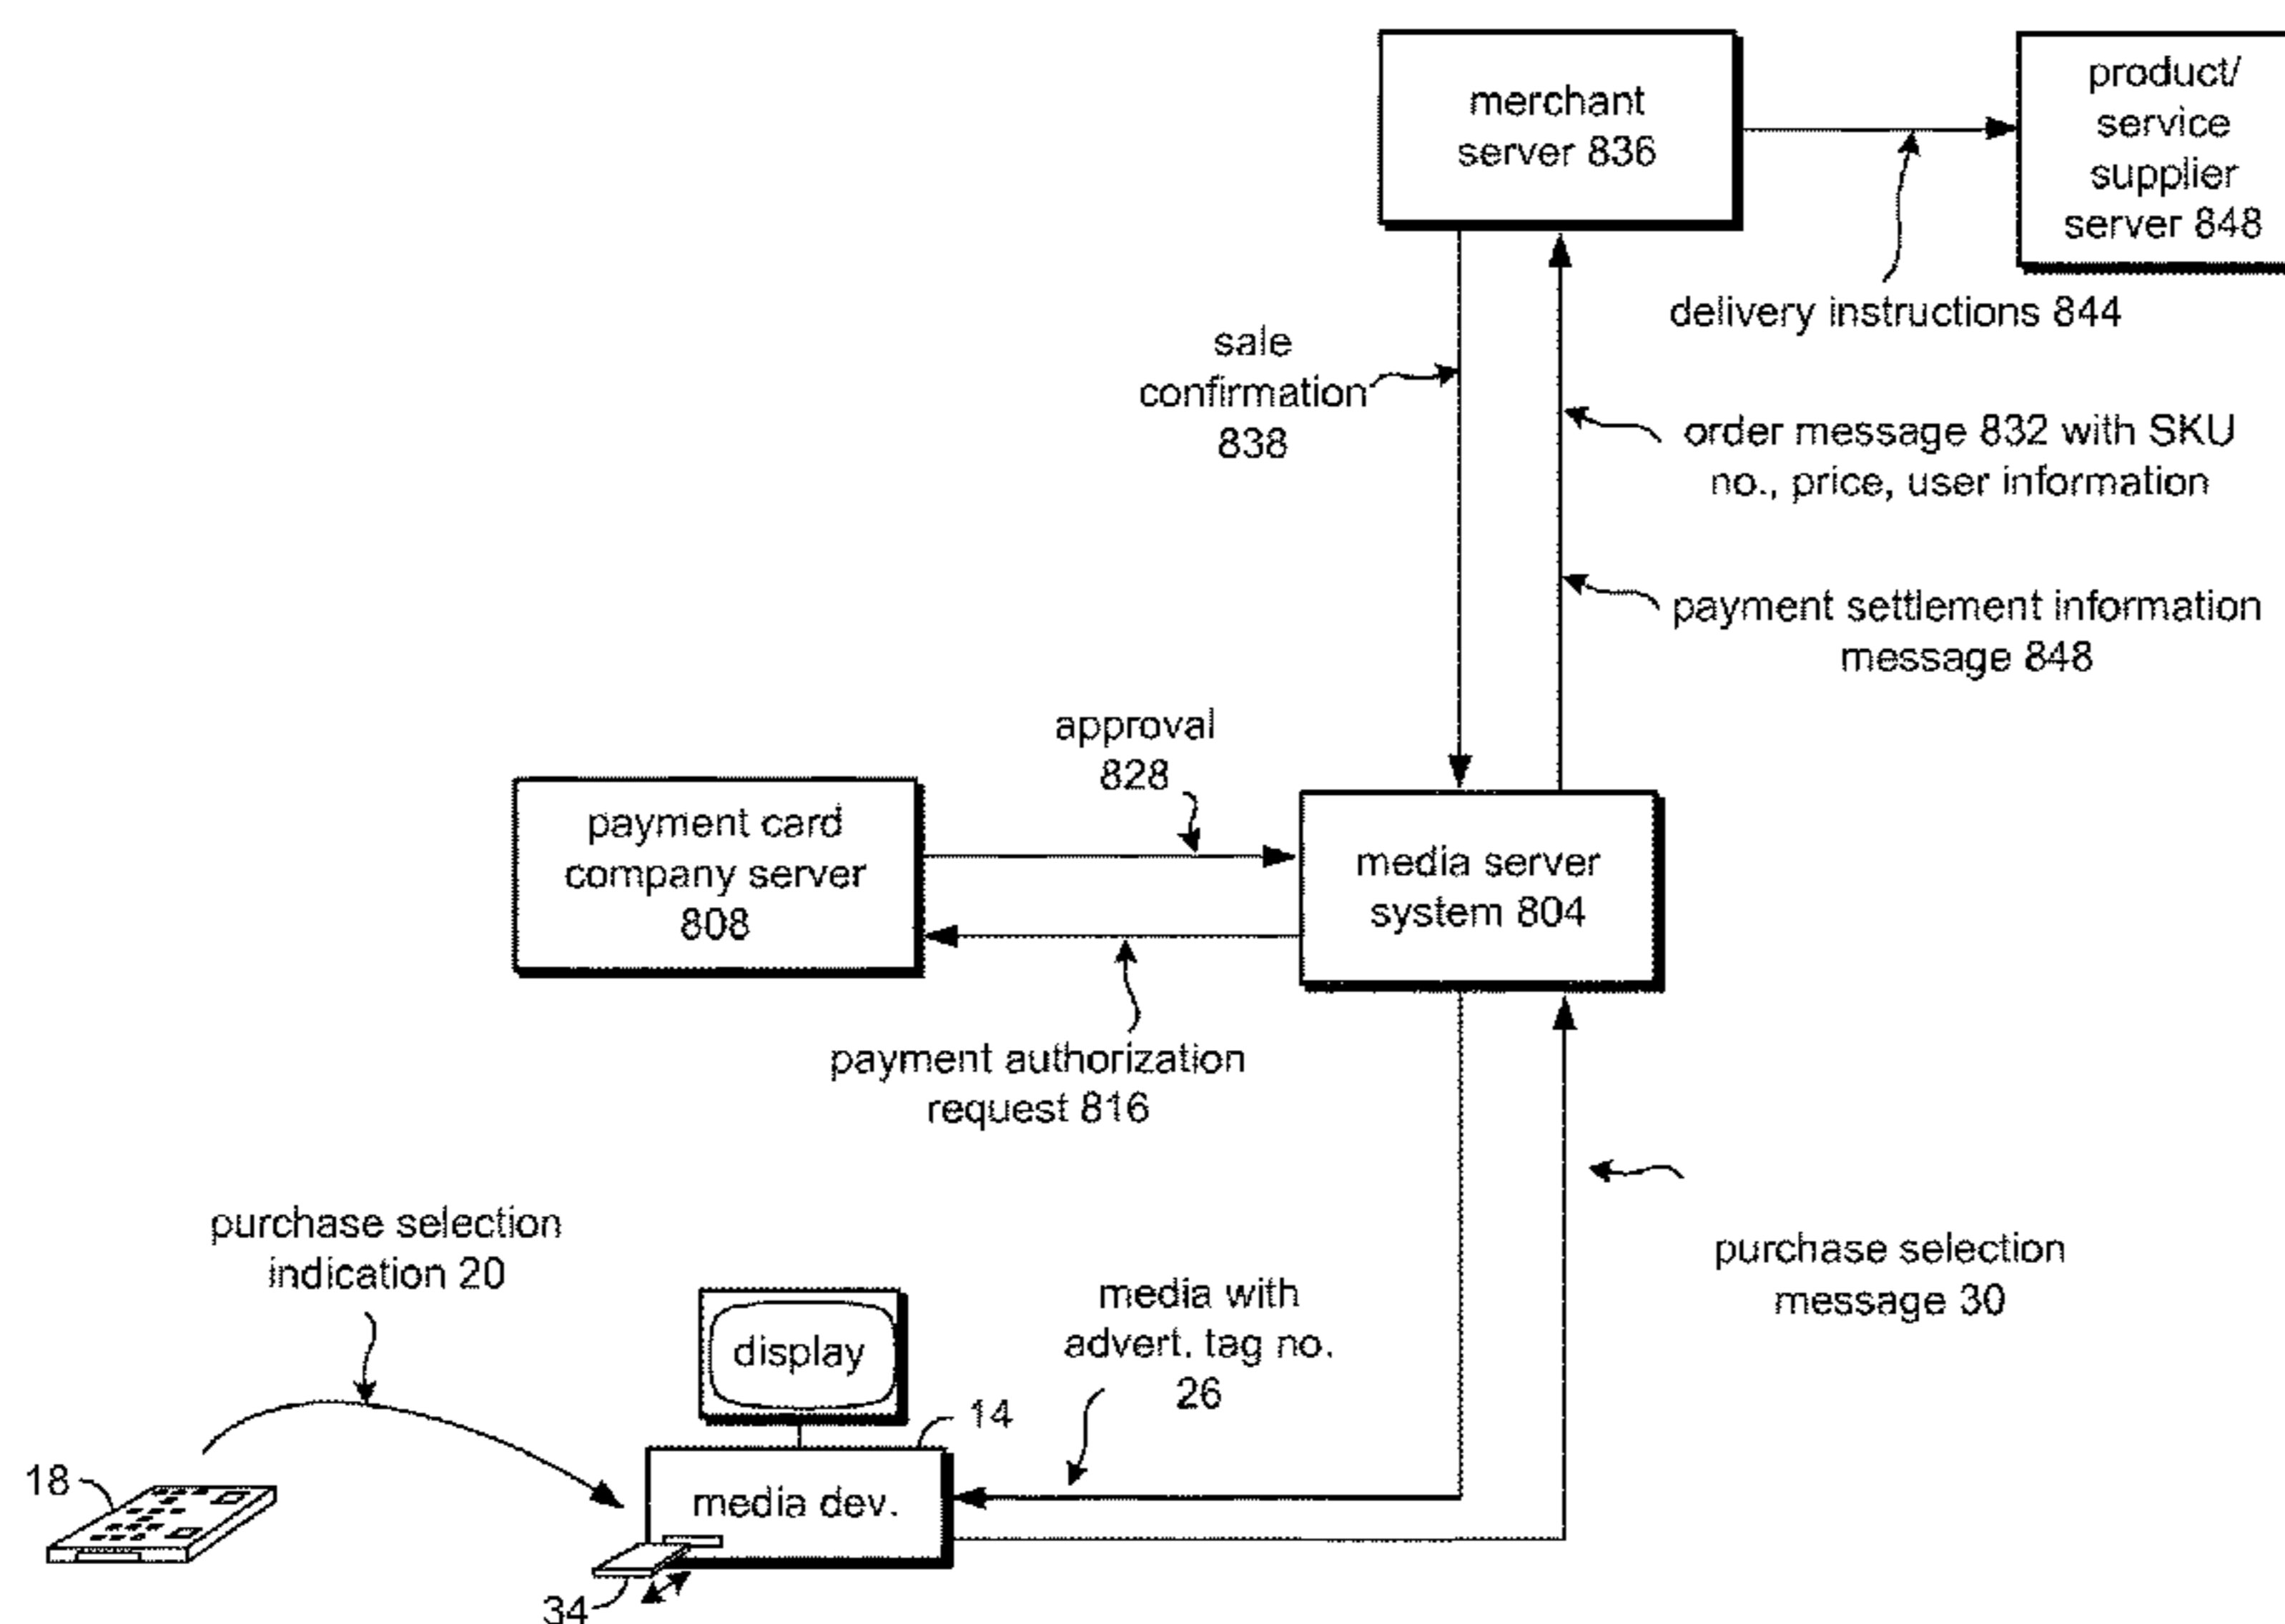 merchant
server 836
product/
service
supplier
server 848
delivery instructions 844
sale
confirmation
838
order message 832 with SKU
no., price, user information
payment settlement information
message 848
approval
828
payment card
company server
808
media server
system 804
payment authorization
request 816
purchase selection
indication 20
purchase selection
message 30
media with
advert. tag no.
26
display
14
18
media dev.
34